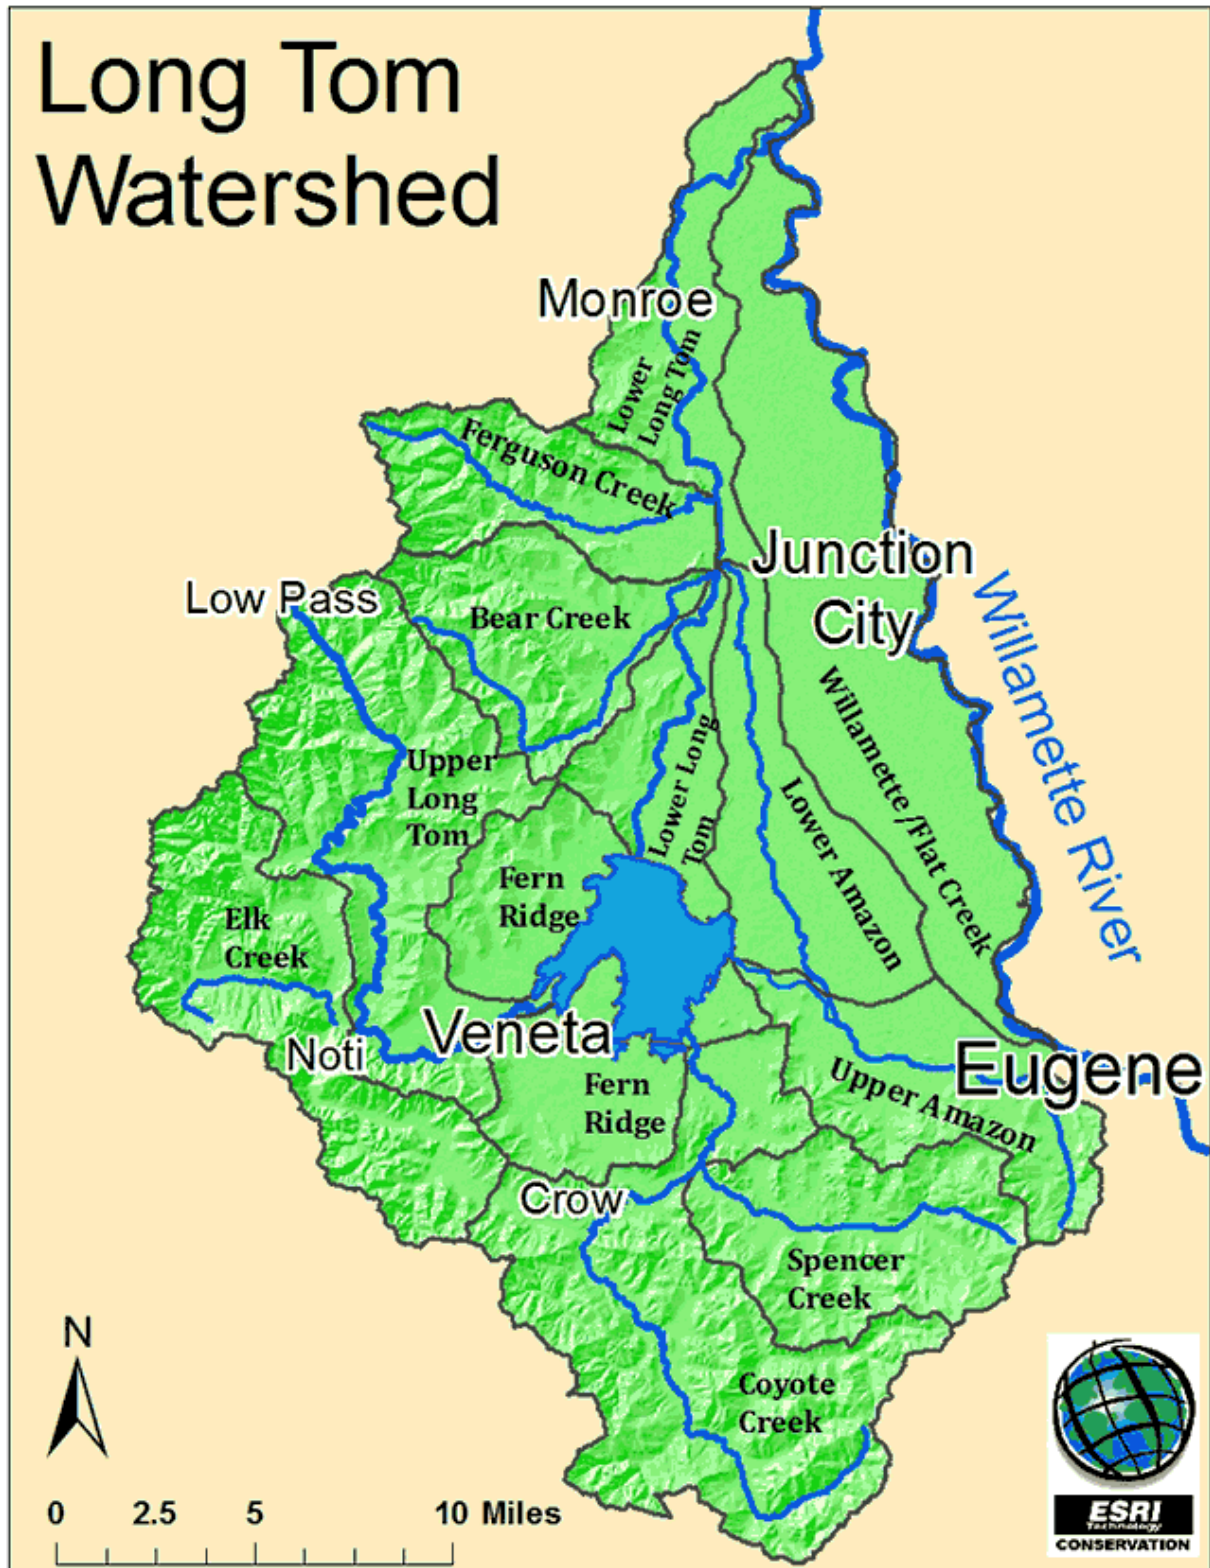 Long Tom
Watershed
Monroe
Lower
Long Tom
Ferguson Creek
Junction
City
Low Pass
Bear Creek
Willamette River
Upper
Long
Tom
Lower Long
Tom
Lower Amazon
Willamette/Flat Creek
Fern
Ridge
Elk
Creek
Veneta
Noti
Eugene
Fern
Ridge
Upper Amazon
Crow
Spencer
Creek
Coyote
Creek
N
0 2.5 5 10 Miles
ESRI
Technology
CONSERVATION